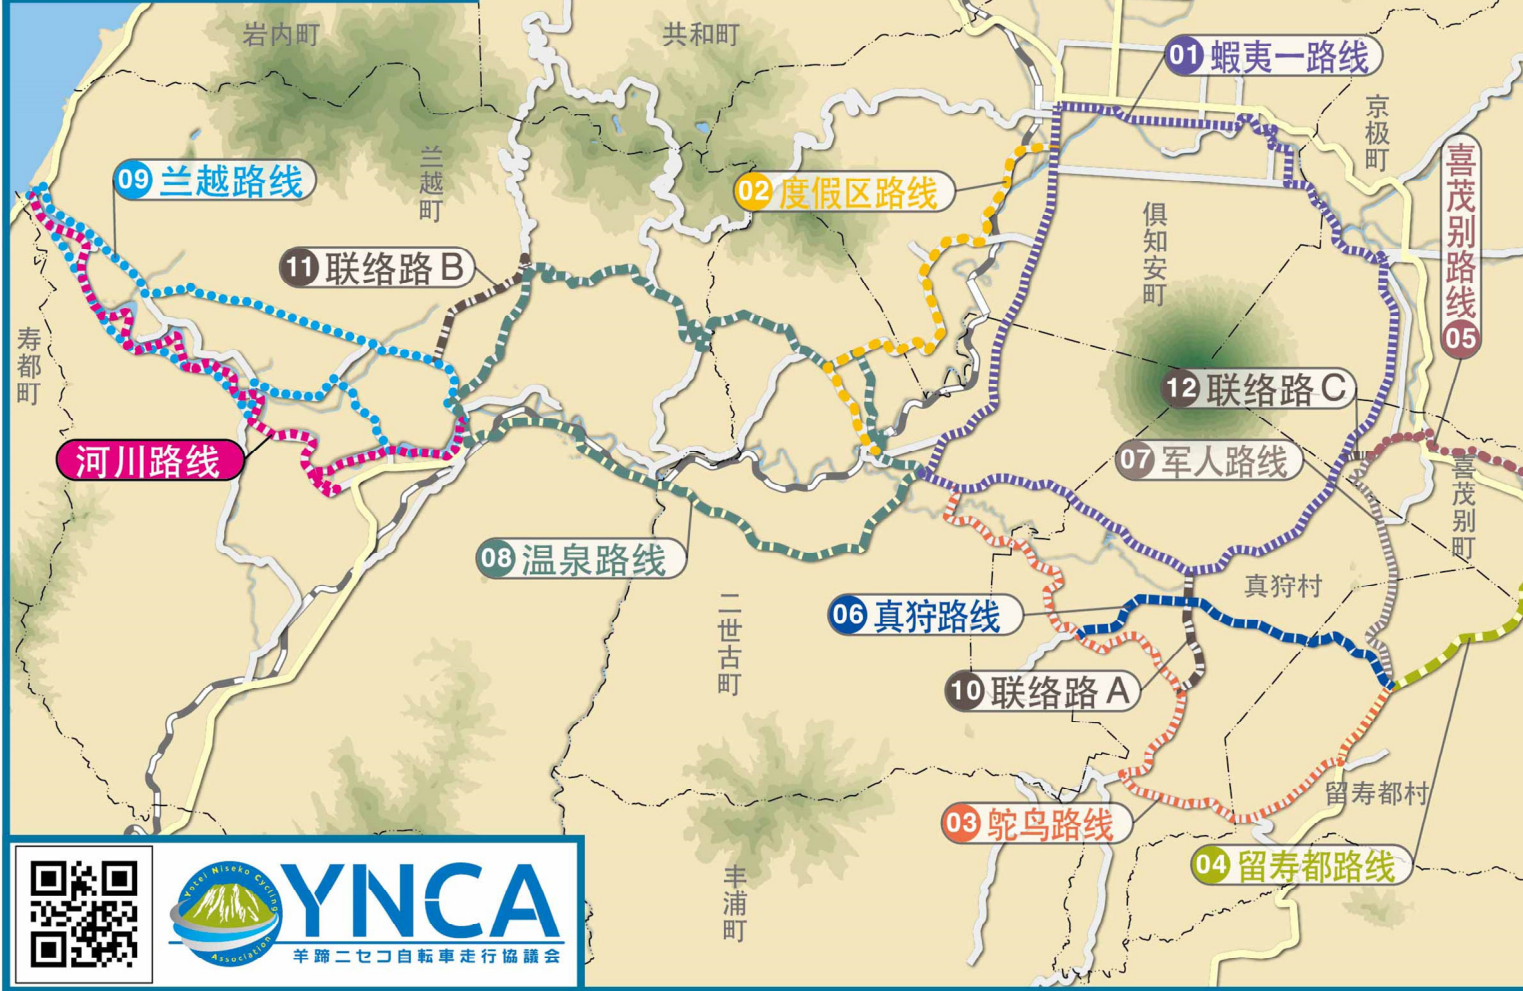 岩内町
共和町
01 蝦夷一路线
京极町
喜茂别路线 05
09 兰越路线
兰越町
02 度假区路线
俱知安町
11 联络路 B
寿都町
12 联络路 C
河川路线
07 军人路线
喜茂别町
08 温泉路线
真狩村
二世古町
06 真狩路线
10 联络路 A
留寿都村
03 鸵鸟路线
04 留寿都路线
丰浦町
Yotei Niseko Cycling
Association
YNCA
羊蹄ニセコ自転車走行協議会